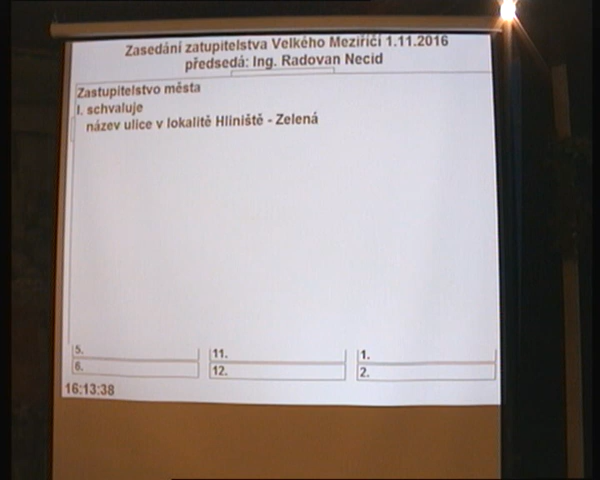 Zasedání zatupitelstva Velkého Meziříčí 1.11.2016
předsedá: Ing. Radovan Necid
Zastupitelstvo města
I. schvaluje
název ulice v lokalitě Hliniště - Zelená
5. 11. 1.
6. 12. 2.
16:13:38